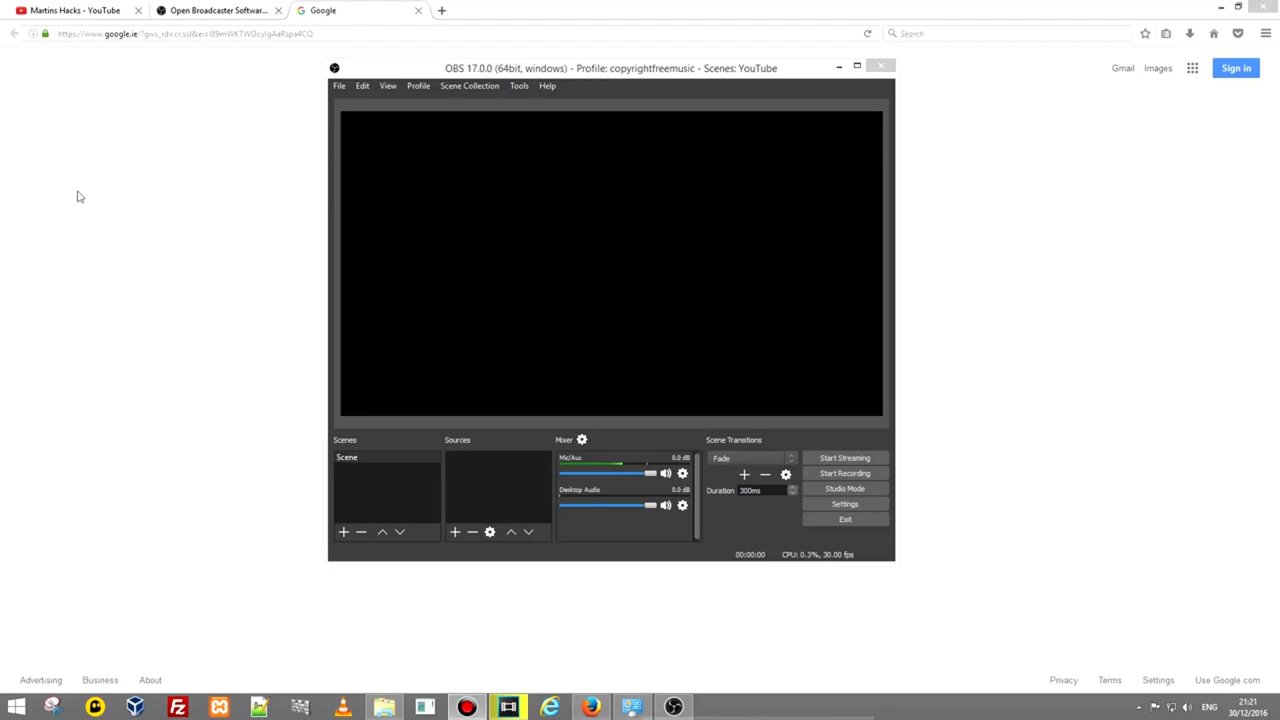 Martins Hacks - YouTube
Open Broadcaster Softwar...
Google
Search
Gmail
Images
Sign in
OBS 17.0.0 (64bit, windows) - Profile: copyrightfreemusic - Scenes: YouTube
File Edit View Profile Scene Collection Tools Help
Scenes
Sources
Mixer
Scene Transitions
Scene
Mic/Aux 0.0 dB
Fade
Start Streaming
Start Recording
Desktop Audio 0.0 dB
Duration 300ms
Studio Mode
Settings
Exit
00:00:00 CPU: 0.3%, 30.00 fps
Advertising Business About
Privacy Terms Settings Use Google.com
ENG
21:21
30/12/2016